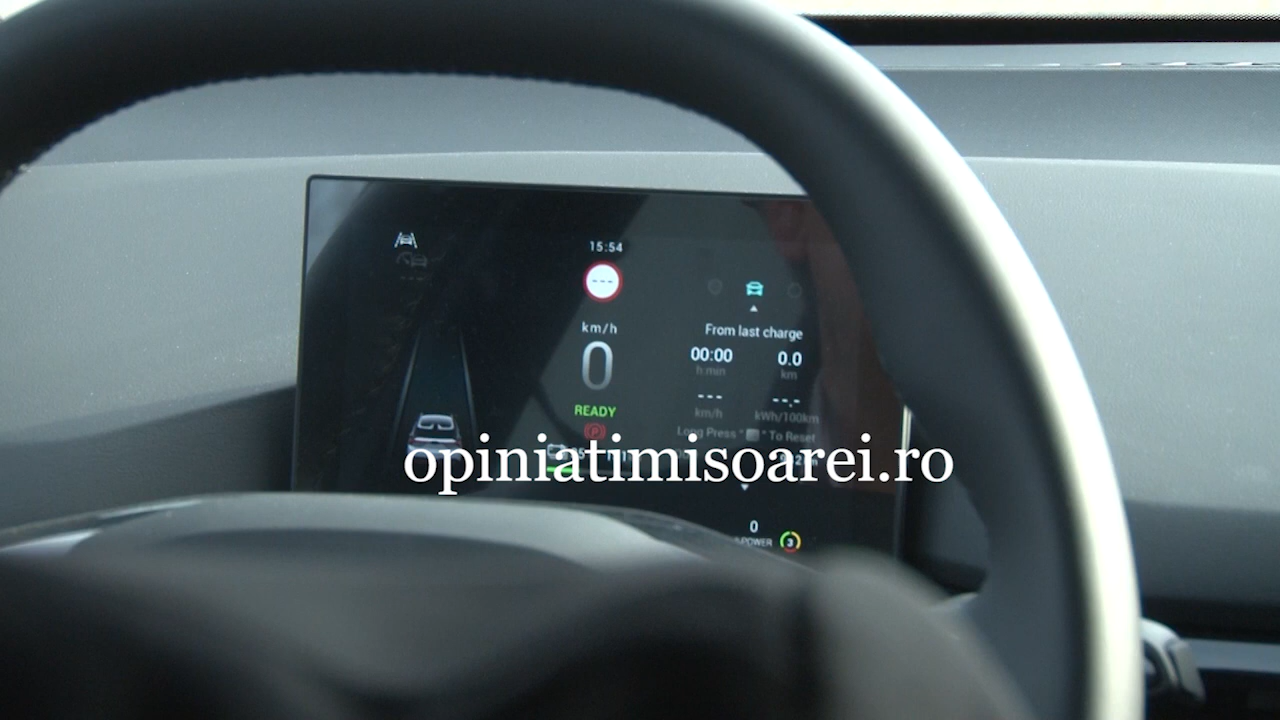 15:54
---
km/h
0
READY
From last charge
00:00 0.0
h:min km
--- --.-
km/h kWh/100km
Long Press " " To Reset
opiniatimisoarei.ro
0
POWER 3